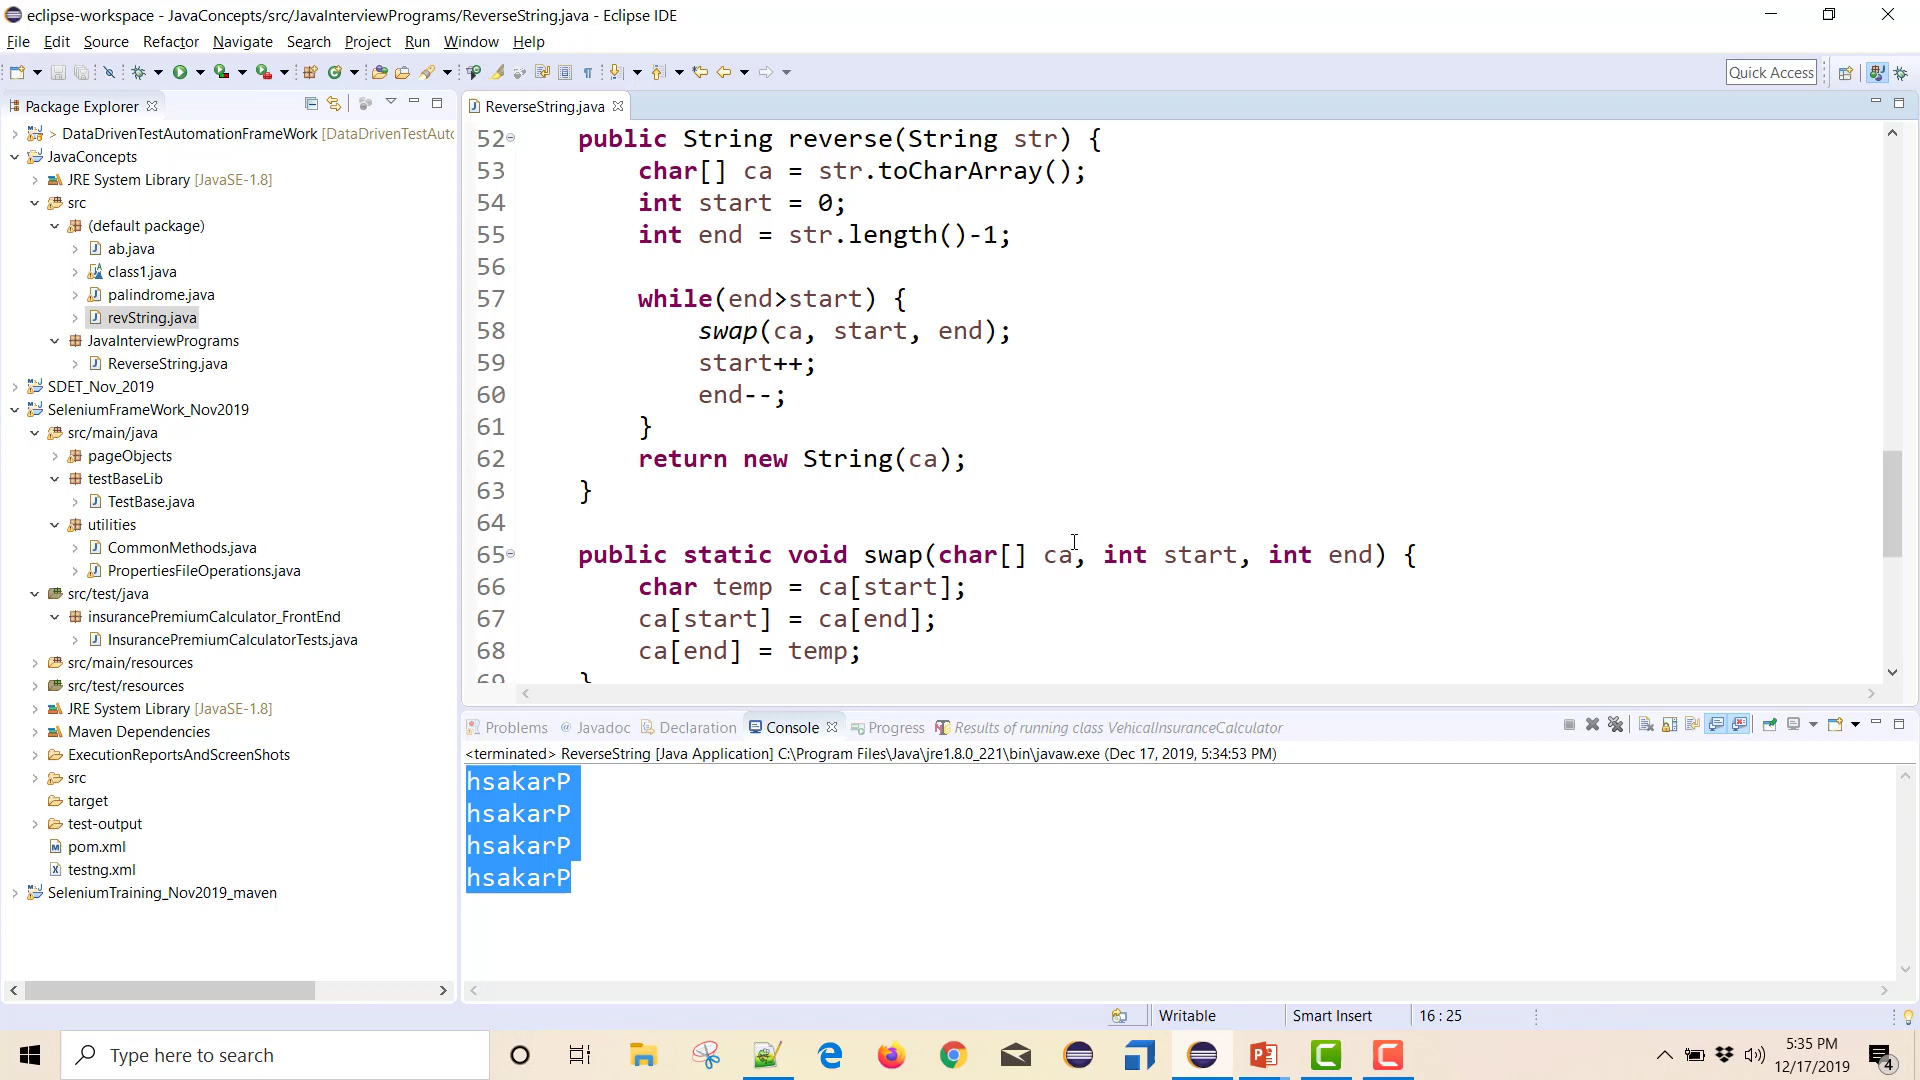 eclipse-workspace - JavaConcepts/src/JavaInterviewPrograms/ReverseString.java - Eclipse IDE
File Edit Source Refactor Navigate Search Project Run Window Help
Quick Access
Package Explorer
> DataDrivenTestAutomationFrameWork [DataDrivenTestAuto
JavaConcepts
JRE System Library [JavaSE-1.8]
src
(default package)
ab.java
class1.java
palindrome.java
revString.java
JavaInterviewPrograms
ReverseString.java
SDET_Nov_2019
SeleniumFrameWork_Nov2019
src/main/java
pageObjects
testBaseLib
TestBase.java
utilities
CommonMethods.java
PropertiesFileOperations.java
src/test/java
insurancePremiumCalculator_FrontEnd
InsurancePremiumCalculatorTests.java
src/main/resources
src/test/resources
JRE System Library [JavaSE-1.8]
Maven Dependencies
ExecutionReportsAndScreenShots
src
target
test-output
pom.xml
testng.xml
SeleniumTraining_Nov2019_maven
ReverseString.java
52 public String reverse(String str) {
53 char[] ca = str.toCharArray();
54 int start = 0;
55 int end = str.length()-1;
56
57 while(end>start) {
58 swap(ca, start, end);
59 start++;
60 end--;
61 }
62 return new String(ca);
63 }
64
65 public static void swap(char[] ca, int start, int end) {
66 char temp = ca[start];
67 ca[start] = ca[end];
68 ca[end] = temp;
69 }
Problems Javadoc Declaration Console Progress Results of running class VehicalInsuranceCalculator
<terminated> ReverseString [Java Application] C:\Program Files\Java\jre1.8.0_221\bin\javaw.exe (Dec 17, 2019, 5:34:53 PM)
hsakarP
hsakarP
hsakarP
hsakarP
Writable Smart Insert 16 : 25
Type here to search
5:35 PM
12/17/2019
4